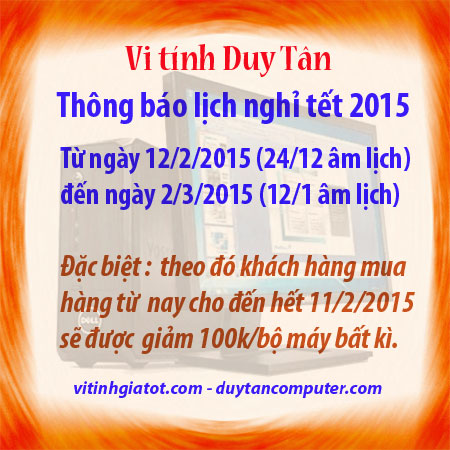 Vi tính Duy Tân
Thông báo lịch nghỉ tết 2015
Từ ngày 12/2/2015 (24/12 âm lịch)
đến ngày 2/3/2015 (12/1 âm lịch)
Đặc biệt : theo đó khách hàng mua
hàng từ nay cho đến hết 11/2/2015
sẽ được giảm 100k/bộ máy bất kì.
vitinhgiatot.com - duytancomputer.com
DELL